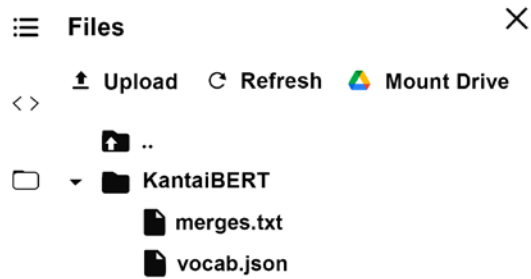 Files
Upload Refresh Mount Drive
..
KantaiBERT
merges.txt
vocab.json